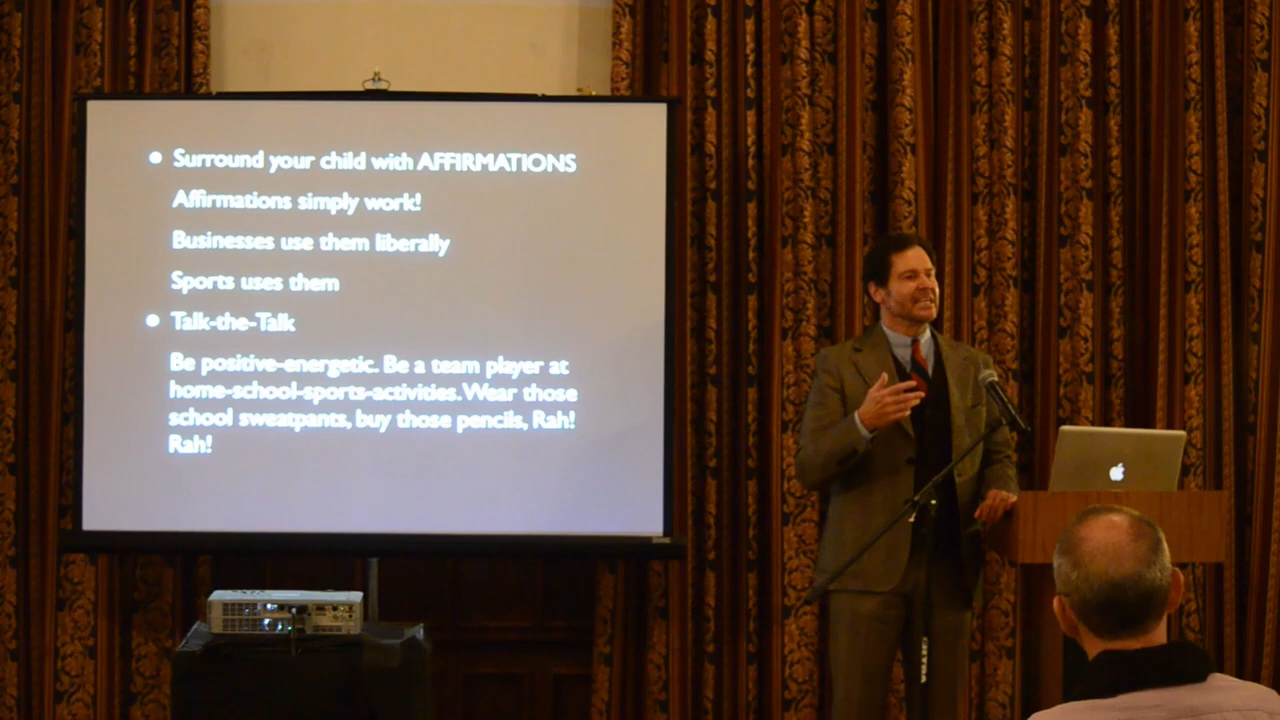 • Surround your child with AFFIRMATIONS
Affirmations simply work!
Businesses use them liberally
Sports uses them
• Talk-the-Talk
Be positive-energetic. Be a team player at
home-school-sports-activities. Wear those
school sweatpants, buy those pencils, Rah!
Rah!